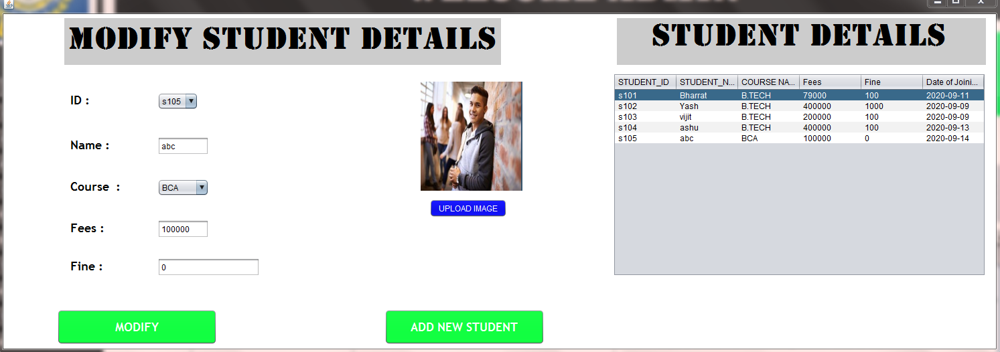 MODIFY STUDENT DETAILS
ID :
s105
Name :
abc
Course :
BCA
Fees :
100000
Fine :
0
UPLOAD IMAGE
MODIFY
ADD NEW STUDENT
STUDENT DETAILS
STUDENT_ID STUDENT_N... COURSE NA... Fees Fine Date of Joini...
s101 Bharrat B.TECH 79000 100 2020-09-11
s102 Yash B.TECH 400000 1000 2020-09-09
s103 vijit B.TECH 200000 100 2020-09-09
s104 ashu B.TECH 400000 100 2020-09-13
s105 abc BCA 100000 0 2020-09-14